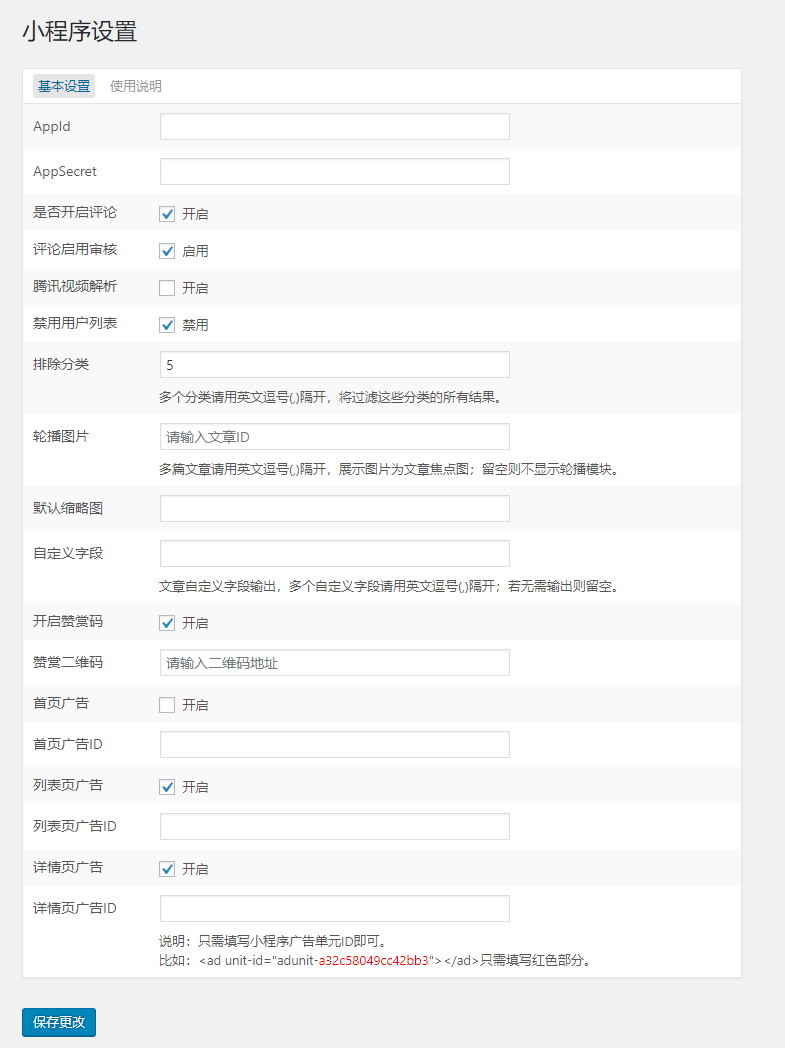 小程序设置
基本设置 使用说明
AppId
AppSecret
是否开启评论 开启
评论启用审核 启用
腾讯视频解析 开启
禁用用户列表 禁用
排除分类 5
多个分类请用英文逗号(,)隔开，将过滤这些分类的所有结果。
轮播图片 请输入文章ID
多篇文章请用英文逗号(,)隔开，展示图片为文章焦点图；留空则不显示轮播模块。
默认缩略图
自定义字段
文章自定义字段输出，多个自定义字段请用英文逗号(,)隔开；若无需输出则留空。
开启赞赏码 开启
赞赏二维码 请输入二维码地址
首页广告 开启
首页广告ID
列表页广告 开启
列表页广告ID
详情页广告 开启
详情页广告ID
说明：只需填写小程序广告单元ID即可。
比如：<ad unit-id="adunit-a32c58049cc42bb3"></ad>只需填写红色部分。
保存更改